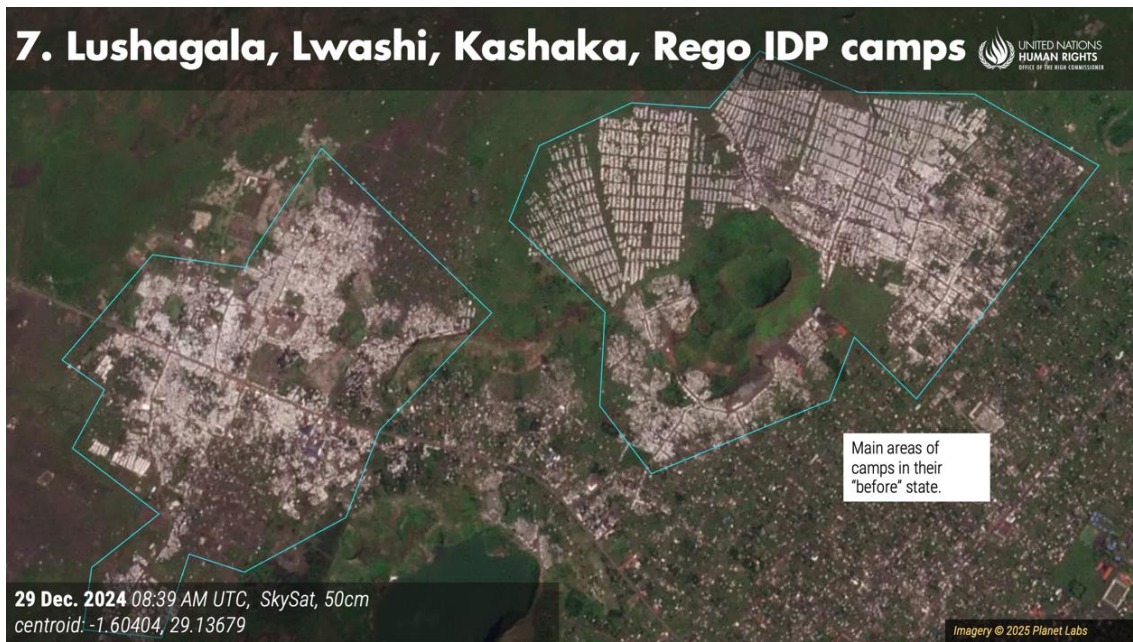 7. Lushagala, Lwashi, Kashaka, Rego IDP camps
UNITED NATIONS
HUMAN RIGHTS
OFFICE OF THE HIGH COMMISSIONER
Main areas of
camps in their
“before” state.
29 Dec. 2024 08:39 AM UTC, SkySat, 50cm
centroid: -1.60404, 29.13679
Imagery © 2025 Planet Labs